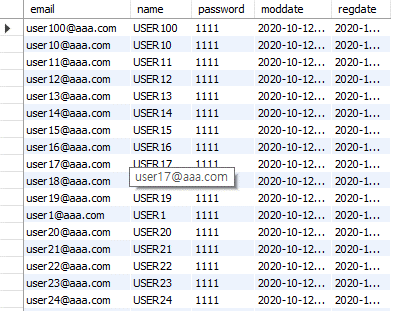 email name password moddate regdate
user100@aaa.com USER100 1111 2020-10-12... 2020-1...
user10@aaa.com USER10 1111 2020-10-12... 2020-1...
user11@aaa.com USER11 1111 2020-10-12... 2020-1...
user12@aaa.com USER12 1111 2020-10-12... 2020-1...
user13@aaa.com USER13 1111 2020-10-12... 2020-1...
user14@aaa.com USER14 1111 2020-10-12... 2020-1...
user15@aaa.com USER15 1111 2020-10-12... 2020-1...
user16@aaa.com USER16 1111 2020-10-12... 2020-1...
user17@aaa.com USER17 1111 2020-10-12... 2020-1...
user17@aaa.com
user18@aaa.com 2020-10-12... 2020-1...
user19@aaa.com USER19 1111 2020-10-12... 2020-1...
user1@aaa.com USER1 1111 2020-10-12... 2020-1...
user20@aaa.com USER20 1111 2020-10-12... 2020-1...
user21@aaa.com USER21 1111 2020-10-12... 2020-1...
user22@aaa.com USER22 1111 2020-10-12... 2020-1...
user23@aaa.com USER23 1111 2020-10-12... 2020-1...
user24@aaa.com USER24 1111 2020-10-12... 2020-1...